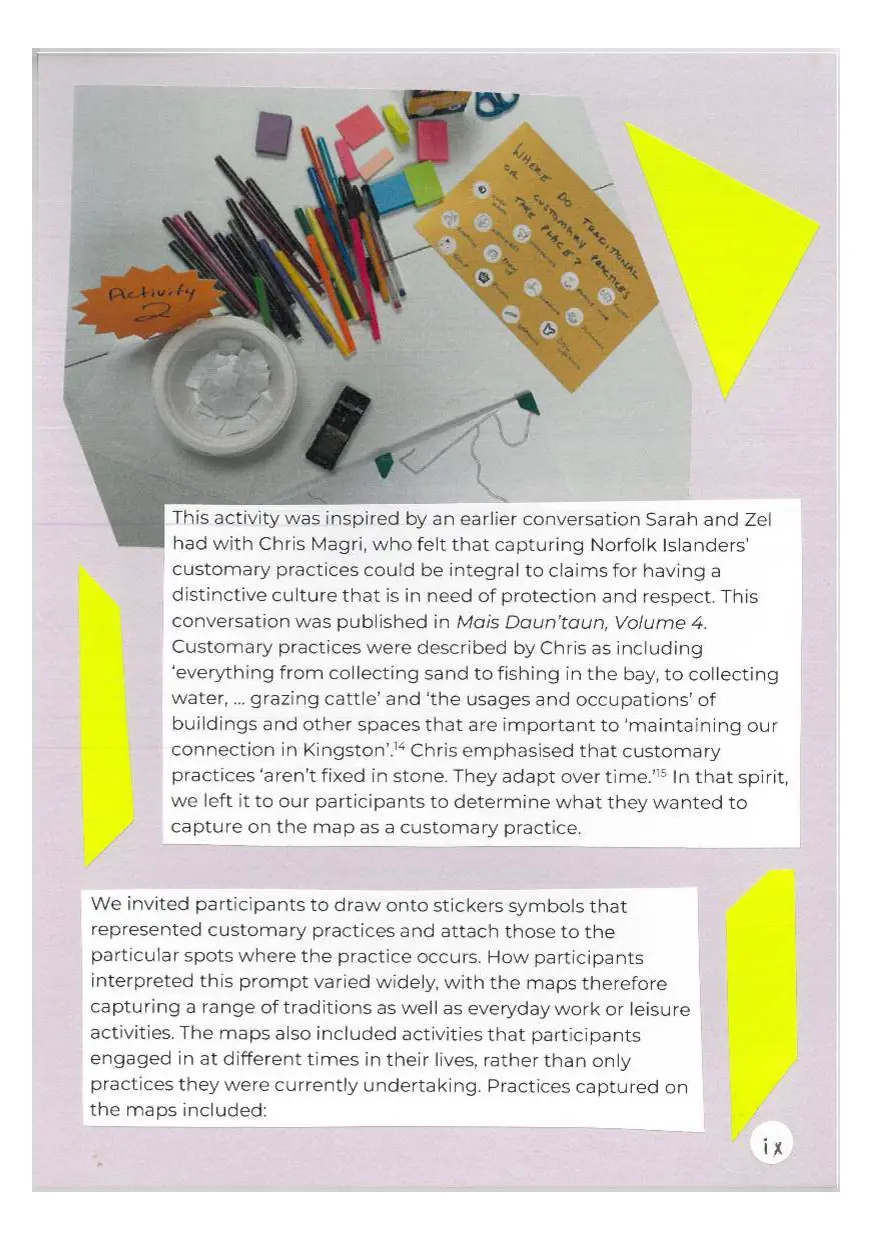 Activity
2
WHERE DO TRADITIONAL
OR CUSTOMARY PRACTICES
TAKE PLACE?
This activity was inspired by an earlier conversation Sarah and Zel
had with Chris Magri, who felt that capturing Norfolk Islanders’
customary practices could be integral to claims for having a
distinctive culture that is in need of protection and respect. This
conversation was published in Mais Daun’taun, Volume 4.
Customary practices were described by Chris as including
‘everything from collecting sand to fishing in the bay, to collecting
water, ... grazing cattle’ and ‘the usages and occupations’ of
buildings and other spaces that are important to ‘maintaining our
connection in Kingston’.¹⁴ Chris emphasised that customary
practices ‘aren’t fixed in stone. They adapt over time.’¹⁵ In that spirit,
we left it to our participants to determine what they wanted to
capture on the map as a customary practice.
We invited participants to draw onto stickers symbols that
represented customary practices and attach those to the
particular spots where the practice occurs. How participants
interpreted this prompt varied widely, with the maps therefore
capturing a range of traditions as well as everyday work or leisure
activities. The maps also included activities that participants
engaged in at different times in their lives, rather than only
practices they were currently undertaking. Practices captured on
the maps included:
ix